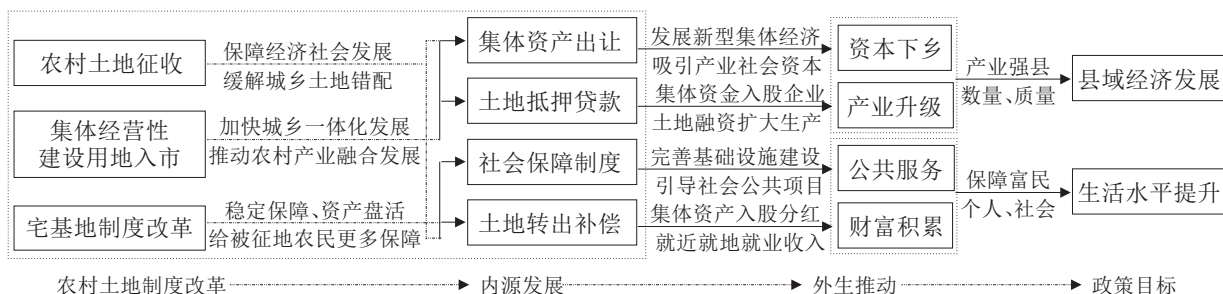 农村土地征收
保障经济社会发展
缓解城乡土地错配
集体经营性
建设用地入市
加快城乡一体化发展
推动农村产业融合发展
宅基地制度改革
稳定保障、资产盘活
给被征地农民更多保障
集体资产出让
土地抵押贷款
社会保障制度
土地转出补偿
发展新型集体经济
吸引产业社会资本
集体资金入股企业
土地融资扩大生产
完善基础设施建设
引导社会公共项目
集体资产入股分红
就近就地就业收入
资本下乡
产业升级
公共服务
财富积累
产业强县
数量、质量
保障富民
个人、社会
县域经济发展
生活水平提升
农村土地制度改革
内源发展
外生推动
政策目标